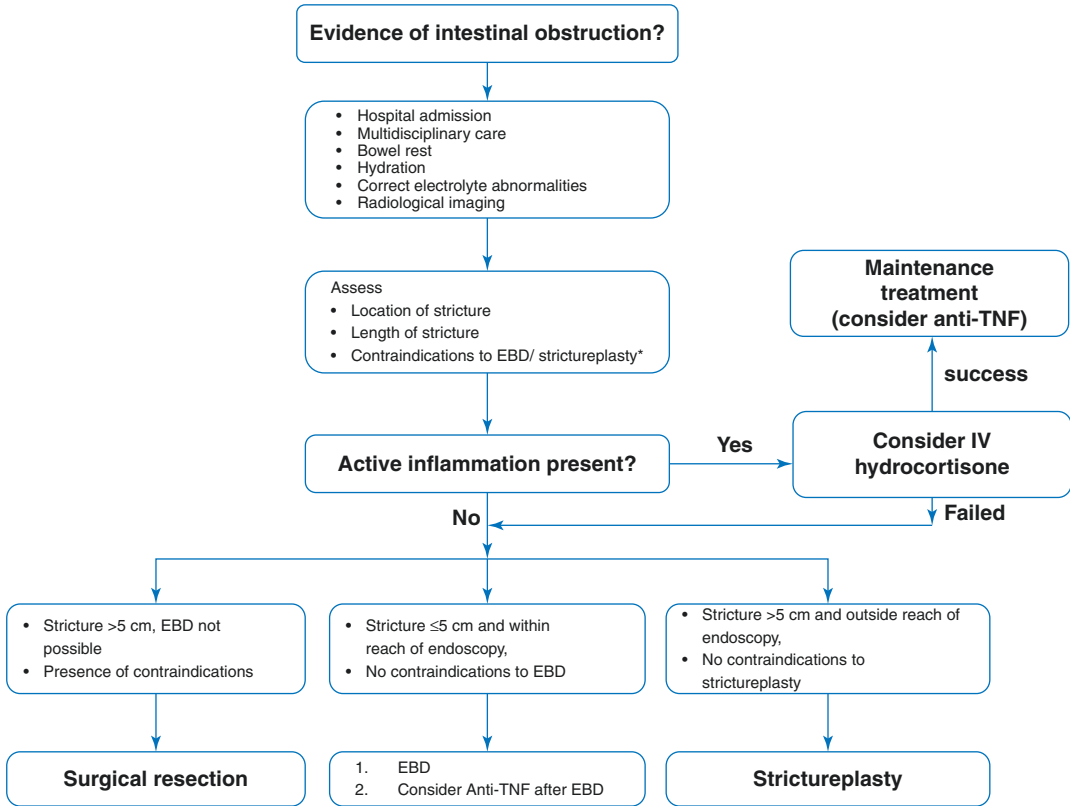 Evidence of intestinal obstruction?
• Hospital admission
• Multidisciplinary care
• Bowel rest
• Hydration
• Correct electrolyte abnormalities
• Radiological imaging
Assess
• Location of stricture
• Length of stricture
• Contraindications to EBD/ strictureplasty*
Maintenance
treatment
(consider anti-TNF)
success
Active inflammation present?
Yes
Consider IV
hydrocortisone
Failed
No
• Stricture >5 cm, EBD not
possible
• Presence of contraindications
• Stricture ≤5 cm and within
reach of endoscopy,
• No contraindications to EBD
• Stricture >5 cm and outside reach of
endoscopy,
• No contraindications to
strictureplasty
Surgical resection
1. EBD
2. Consider Anti-TNF after EBD
Strictureplasty